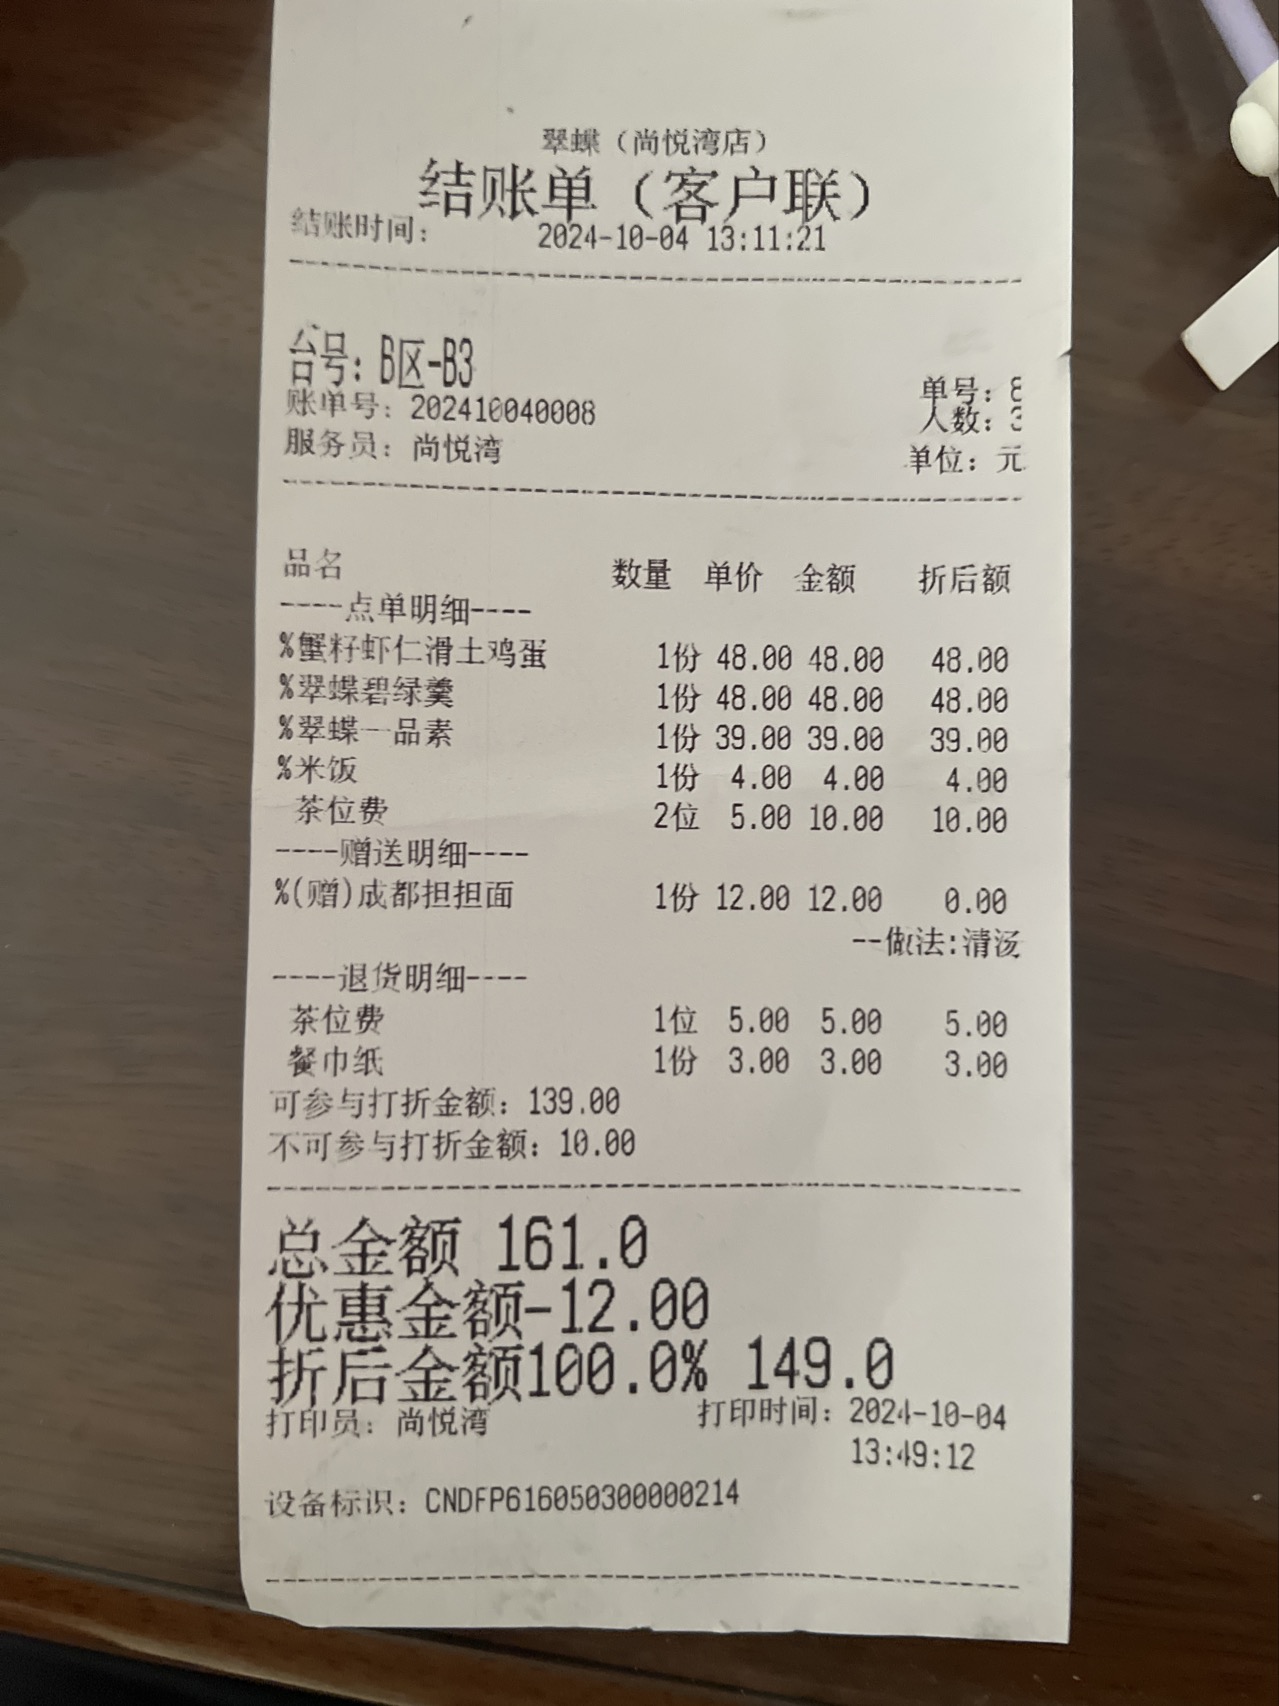 翠蝶（尚悦湾店）
结账单（客户联）
结账时间： 2024-10-04 13:11:21
台号：B区-B3
单号：8
账单号：202410040008
人数：3
服务员：尚悦湾
单位：元
品名 数量 单价 金额 折后额
----点单明细----
%蟹籽虾仁滑土鸡蛋 1份 48.00 48.00 48.00
%翠蝶碧绿羹 1份 48.00 48.00 48.00
%翠蝶一品素 1份 39.00 39.00 39.00
%米饭 1份 4.00 4.00 4.00
茶位费 2位 5.00 10.00 10.00
----赠送明细----
%(赠)成都担担面 1份 12.00 12.00 0.00
--做法:清汤
----退货明细----
茶位费 1位 5.00 5.00 5.00
餐巾纸 1份 3.00 3.00 3.00
可参与打折金额：139.00
不可参与打折金额：10.00
总金额 161.0
优惠金额-12.00
折后金额100.0% 149.0
打印员：尚悦湾 打印时间：2024-10-04
13:49:12
设备标识：CNDFP616050300000214